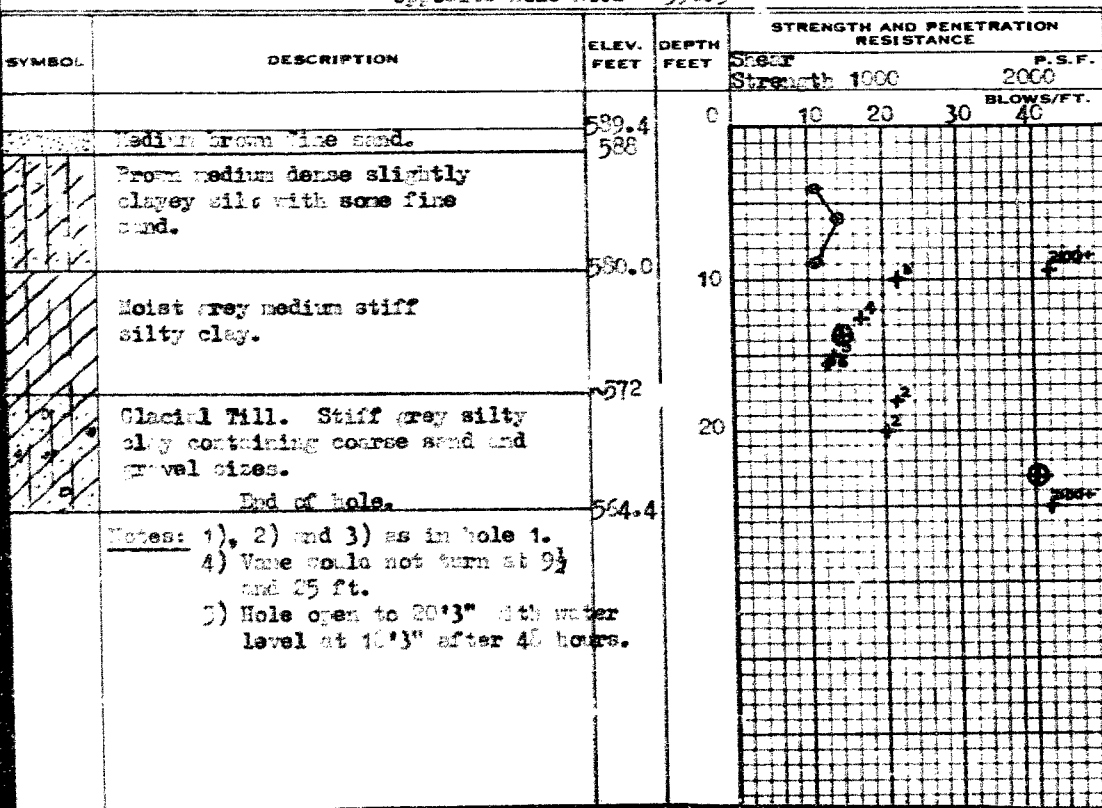 STRENGTH AND PENETRATION
RESISTANCE
SYMBOL DESCRIPTION ELEV. FEET DEPTH FEET
Shear P.S.F.
Strength 1000 2000
BLOWS/FT.
0 10 20 30 40
589.4
Medium brown fine sand.
588
Brown medium dense slightly
clayey silt with some fine
sand.
580.0
10
Moist grey medium stiff
silty clay.
~572
Glacial Till. Stiff grey silty
clay containing coarse sand and
gravel sizes.
20
End of hole.
564.4
Notes: 1), 2) and 3) as in hole 1.
4) Vane could not turn at 9½
and 25 ft.
5) Hole open to 20'3" with water
level at after hours.
4
2
2